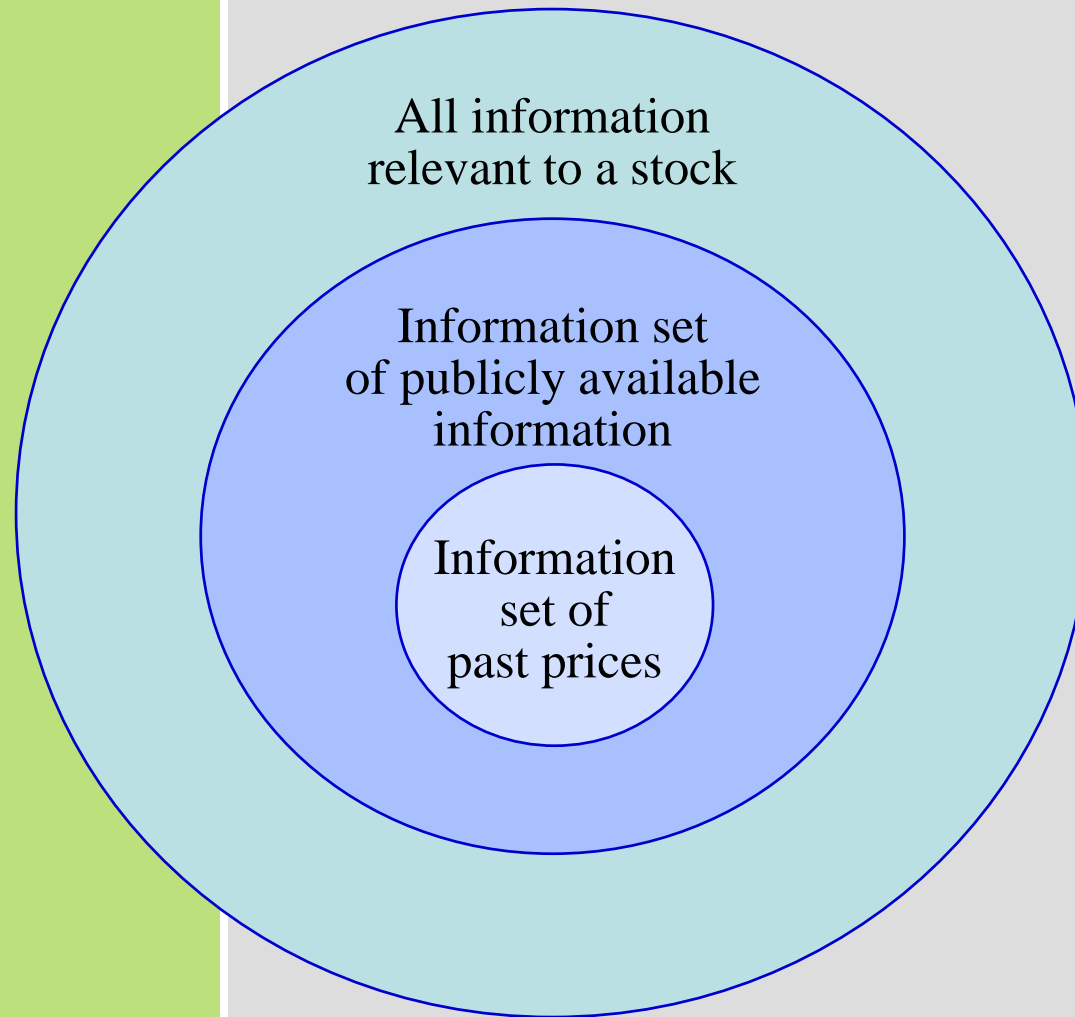 All information
relevant to a stock
Information set
of publicly available
information
Information
set of
past prices